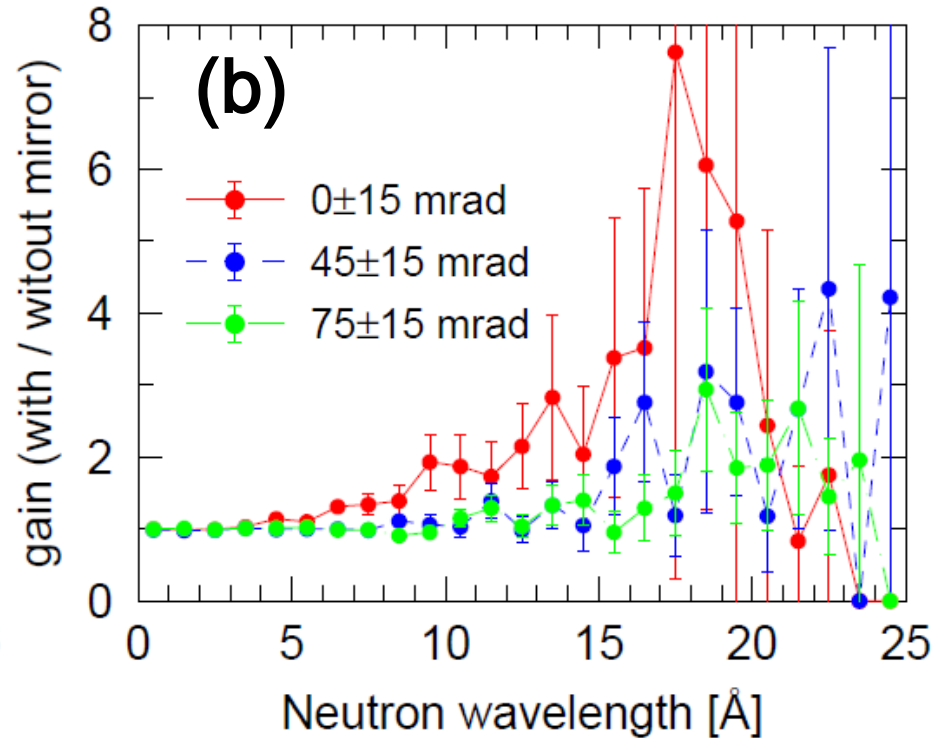 (b)
gain (with / witout mirror)
8
6
4
2
0
0±15 mrad
45±15 mrad
75±15 mrad
0 5 10 15 20 25
Neutron wavelength [Å]